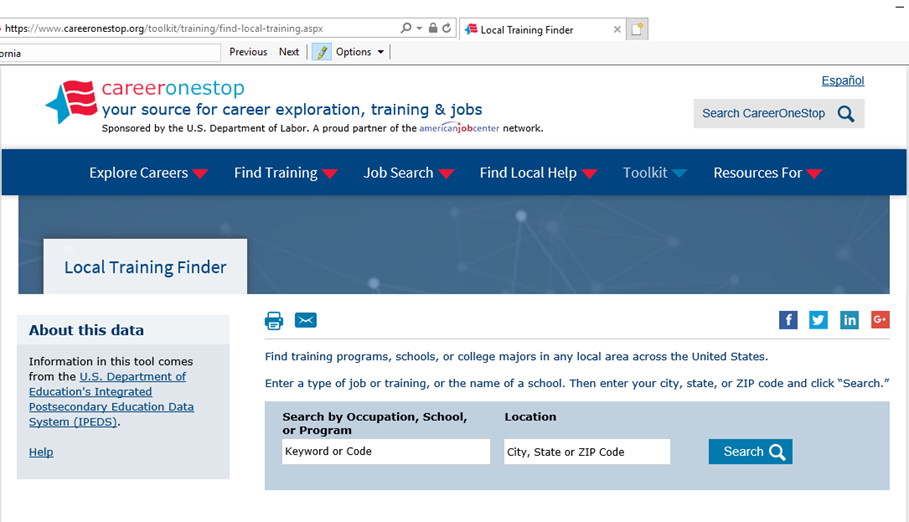 https://www.careeronestop.org/toolkit/training/find-local-training.aspx
Local Training Finder
ornia
Previous Next Options
careeronestop
your source for career exploration, training & jobs
Sponsored by the U.S. Department of Labor. A proud partner of the americanjobcenter network.
Español
Search CareerOneStop
Explore Careers Find Training Job Search Find Local Help Toolkit Resources For
Local Training Finder
About this data
Information in this tool comes
from the U.S. Department of
Education's Integrated
Postsecondary Education Data
System (IPEDS).
Help
f in G+
Find training programs, schools, or college majors in any local area across the United States.
Enter a type of job or training, or the name of a school. Then enter your city, state, or ZIP code and click “Search.”
Search by Occupation, School,
or Program
Keyword or Code
Location
City, State or ZIP Code
Search